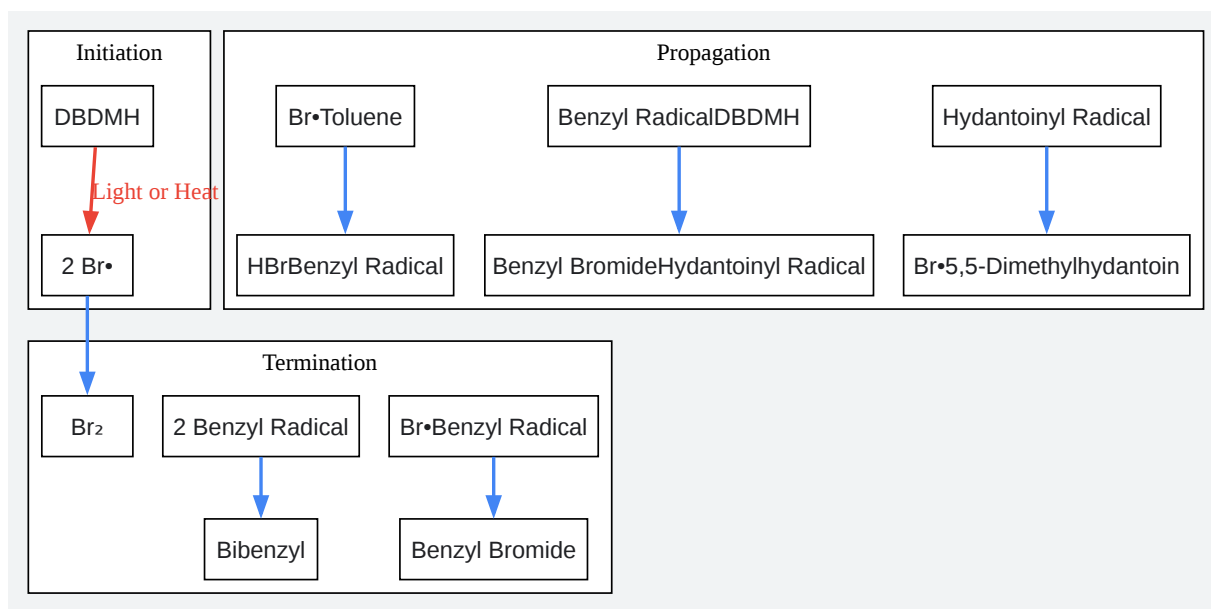 Initiation
Propagation
DBDMH
Br•Toluene
Benzyl RadicalDBDMH
Hydantoinyl Radical
Light or Heat
2 Br•
HBrBenzyl Radical
Benzyl BromideHydantoinyl Radical
Br•5,5-Dimethylhydantoin
Termination
Br₂
2 Benzyl Radical
Br•Benzyl Radical
Bibenzyl
Benzyl Bromide